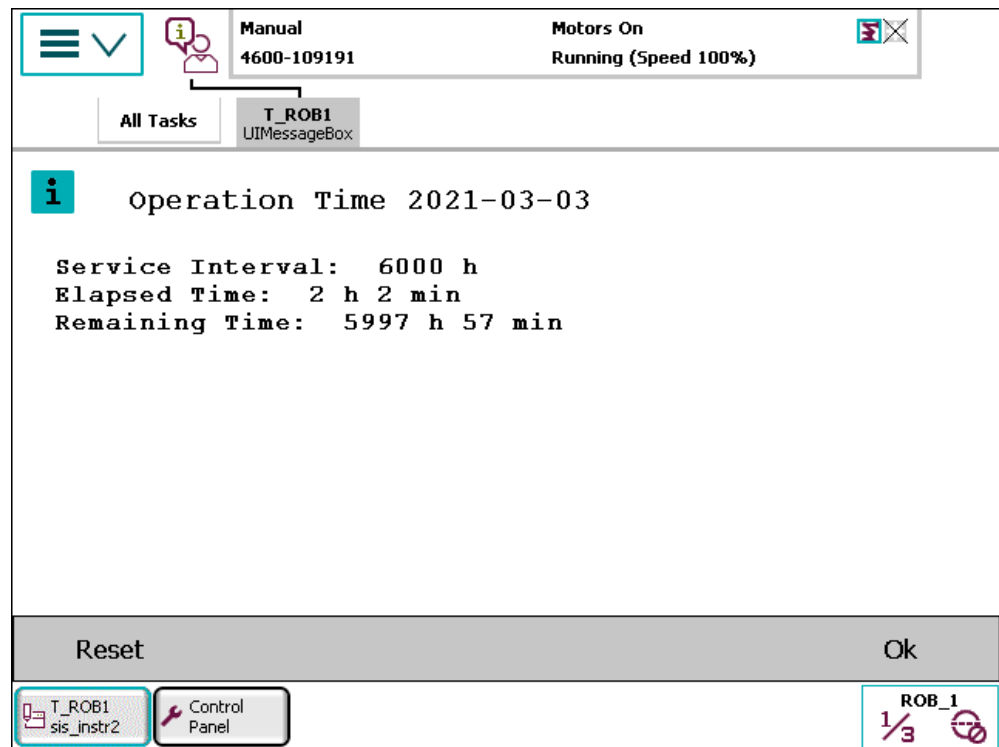 Manual
4600-109191
Motors On
Running (Speed 100%)
All Tasks
T_ROB1
UIMessageBox
i
Operation Time 2021-03-03
Service Interval: 6000 h
Elapsed Time: 2 h 2 min
Remaining Time: 5997 h 57 min
Reset
Ok
T_ROB1
sis_instr2
Control
Panel
ROB_1
1/3